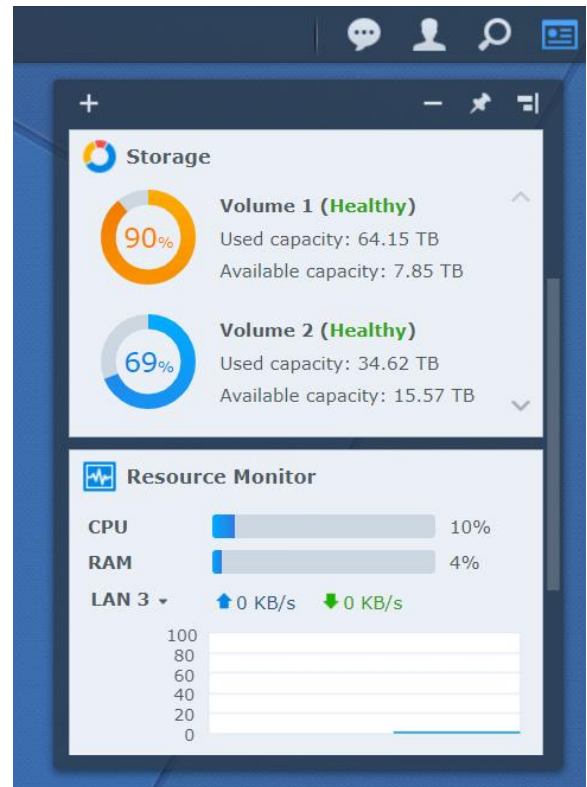 Storage
90%
Volume 1 (Healthy)
Used capacity: 64.15 TB
Available capacity: 7.85 TB
69%
Volume 2 (Healthy)
Used capacity: 34.62 TB
Available capacity: 15.57 TB
Resource Monitor
CPU 10%
RAM 4%
LAN 3 0 KB/s 0 KB/s
100
80
60
40
20
0